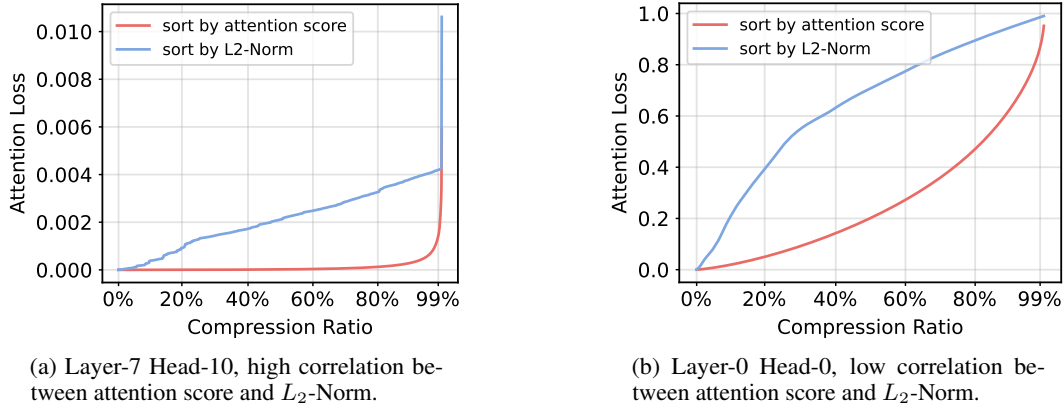 0.010
0.008
0.006
0.004
0.002
0.000
Attention Loss
sort by attention score
sort by L2-Norm
0% 20% 40% 60% 80% 99%
Compression Ratio
(a) Layer-7 Head-10, high correlation be-
tween attention score and L₂-Norm.
1.0
0.8
0.6
0.4
0.2
0.0
Attention Loss
sort by attention score
sort by L2-Norm
0% 20% 40% 60% 80% 99%
Compression Ratio
(b) Layer-0 Head-0, low correlation be-
tween attention score and L₂-Norm.